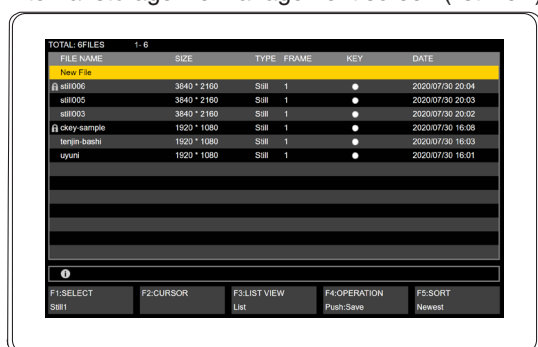 TOTAL: 6FILES 1- 6
FILE NAME SIZE TYPE FRAME KEY DATE
New File
still006 3840 * 2160 Still 1 2020/07/30 20:04
still005 3840 * 2160 Still 1 2020/07/30 20:03
still003 3840 * 2160 Still 1 2020/07/30 20:02
ckey-sample 1920 * 1080 Still 1 2020/07/30 16:08
tenjin-bashi 1920 * 1080 Still 1 2020/07/30 16:03
uyuni 1920 * 1080 Still 1 2020/07/30 16:01
F1:SELECT F2:CURSOR F3:LIST VIEW F4:OPERATION F5:SORT
Still1 List Push:Save Newest